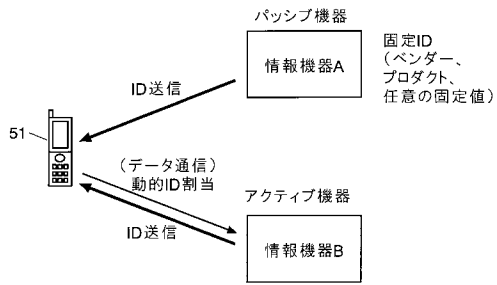 パッシブ機器
情報機器A
固定ID
（ベンダー、
プロダクト、
任意の固定値）
ID送信
51
（データ通信）
動的ID割当
ID送信
アクティブ機器
情報機器B